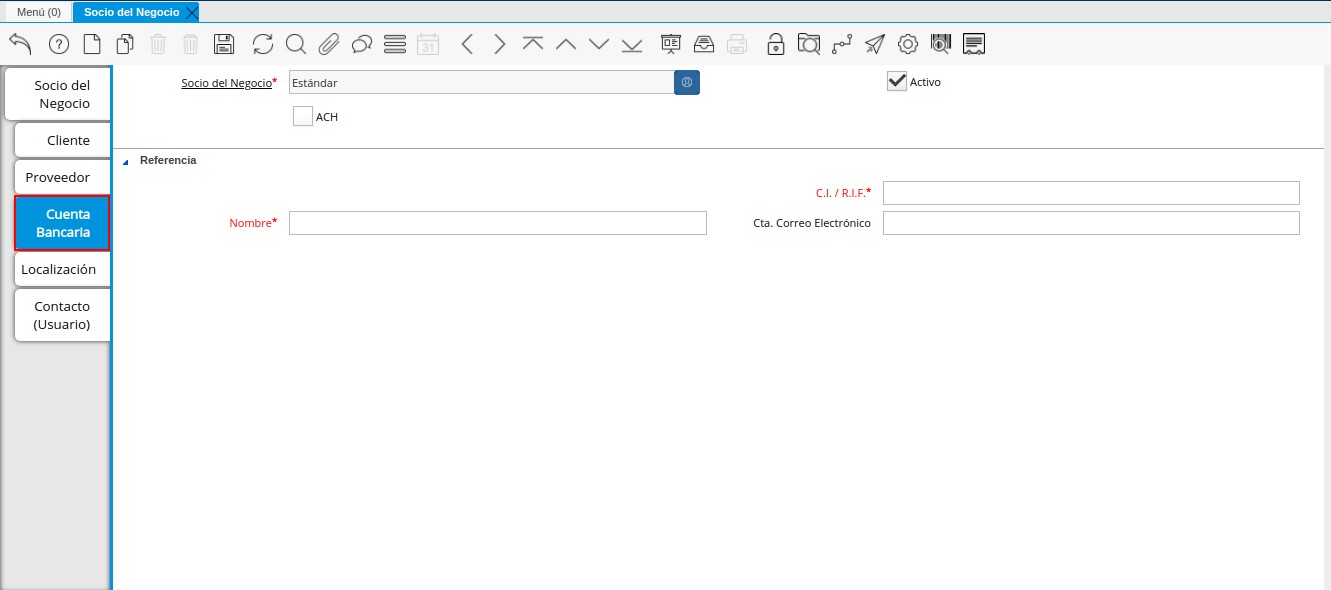 Menú (0)
Socio del Negocio
31
Socio del
Negocio
Cliente
Proveedor
Cuenta
Bancaria
Localización
Contacto
(Usuario)
Socio del Negocio*
Estándar
Activo
ACH
Referencia
C.I. / R.I.F.*
Nombre*
Cta. Correo Electrónico